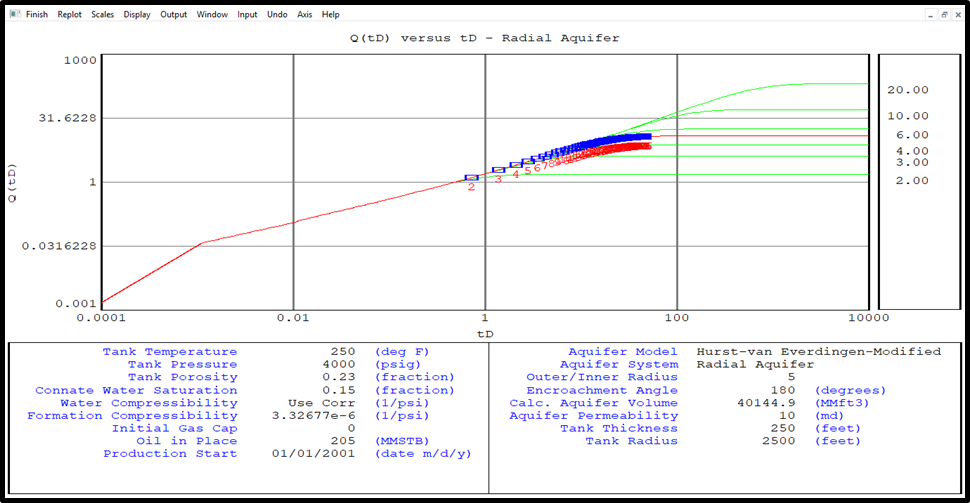 Finish Replot Scales Display Output Window Input Undo Axis Help
Q(tD) versus tD - Radial Aquifer
1000
31.6228
1
0.0316228
0.001
Q(tD)
0.0001 0.01 1 100 10000
tD
2 3 4 5 6 7 8
20.00
10.00
6.00
4.00
3.00
2.00
Tank Temperature 250 (deg F)
Tank Pressure 4000 (psig)
Tank Porosity 0.23 (fraction)
Connate Water Saturation 0.15 (fraction)
Water Compressibility Use Corr (1/psi)
Formation Compressibility 3.32677e-6 (1/psi)
Initial Gas Cap 0
Oil in Place 205 (MMSTB)
Production Start 01/01/2001 (date m/d/y)
Aquifer Model Hurst-van Everdingen-Modified
Aquifer System Radial Aquifer
Outer/Inner Radius 5
Encroachment Angle 180 (degrees)
Calc. Aquifer Volume 40144.9 (MMft3)
Aquifer Permeability 10 (md)
Tank Thickness 250 (feet)
Tank Radius 2500 (feet)